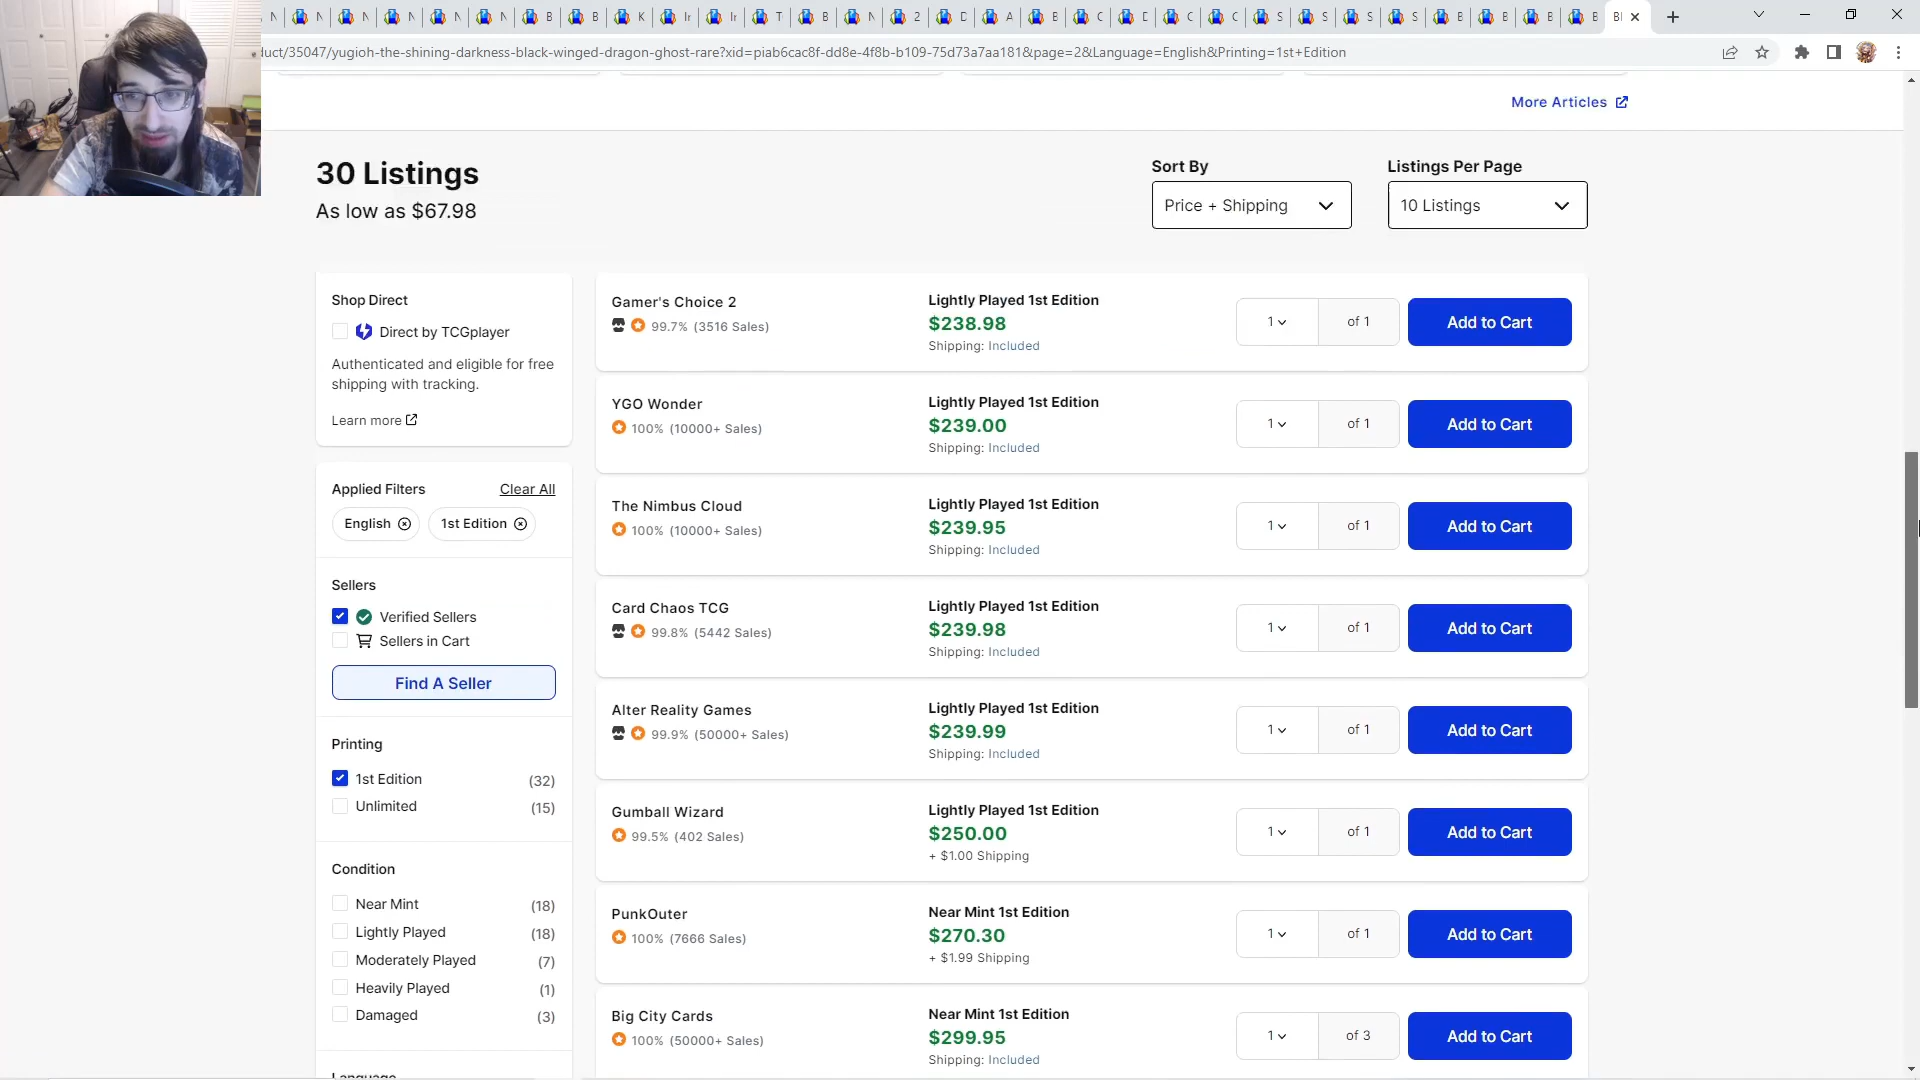 duct/35047/yugioh-the-shining-darkness-black-winged-dragon-ghost-rare?xid=piab6cac8f-dd8e-4f8b-b109-75d73a7aa181&page=2&Language=English&Printing=1st+Edition
More Articles
30 Listings
As low as $67.98
Sort By
Price + Shipping
Listings Per Page
10 Listings
Shop Direct
Direct by TCGplayer
Authenticated and eligible for free
shipping with tracking.
Learn more
Applied Filters
Clear All
English
1st Edition
Sellers
Verified Sellers
Sellers in Cart
Find A Seller
Printing
1st Edition (32)
Unlimited (15)
Condition
Near Mint (18)
Lightly Played (18)
Moderately Played (7)
Heavily Played (1)
Damaged (3)
Language
Gamer's Choice 2
99.7% (3516 Sales)
Lightly Played 1st Edition
$238.98
Shipping: Included
1 of 1
Add to Cart
YGO Wonder
100% (10000+ Sales)
Lightly Played 1st Edition
$239.00
Shipping: Included
1 of 1
Add to Cart
The Nimbus Cloud
100% (10000+ Sales)
Lightly Played 1st Edition
$239.95
Shipping: Included
1 of 1
Add to Cart
Card Chaos TCG
99.8% (5442 Sales)
Lightly Played 1st Edition
$239.98
Shipping: Included
1 of 1
Add to Cart
Alter Reality Games
99.9% (50000+ Sales)
Lightly Played 1st Edition
$239.99
Shipping: Included
1 of 1
Add to Cart
Gumball Wizard
99.5% (402 Sales)
Lightly Played 1st Edition
$250.00
+ $1.00 Shipping
1 of 1
Add to Cart
PunkOuter
100% (7666 Sales)
Near Mint 1st Edition
$270.30
+ $1.99 Shipping
1 of 1
Add to Cart
Big City Cards
100% (50000+ Sales)
Near Mint 1st Edition
$299.95
Shipping: Included
1 of 3
Add to Cart